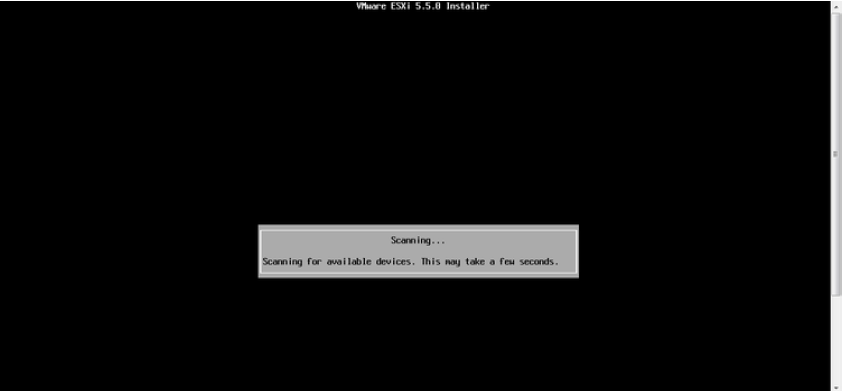 VMware ESXi 5.5.0 Installer
Scanning...
Scanning for available devices. This may take a few seconds.